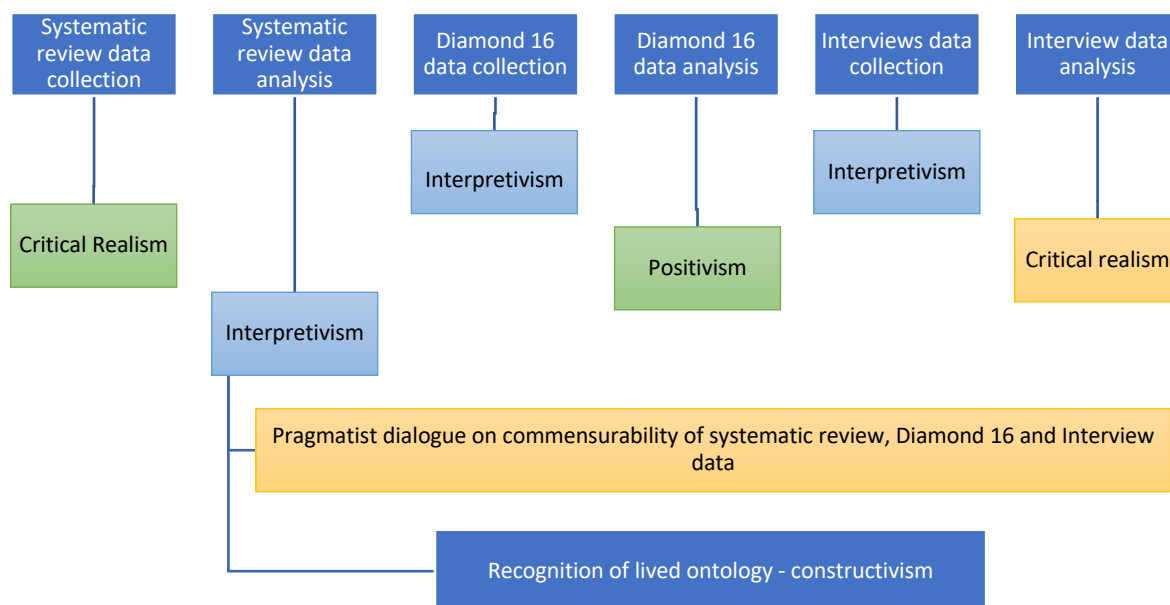 Systematic
review data
collection
Systematic
review data
analysis
Diamond 16
data collection
Diamond 16
data analysis
Interviews data
collection
Interview data
analysis
Interpretivism
Interpretivism
Critical Realism
Positivism
Critical realism
Interpretivism
Pragmatist dialogue on commensurability of systematic review, Diamond 16 and Interview
data
Recognition of lived ontology - constructivism